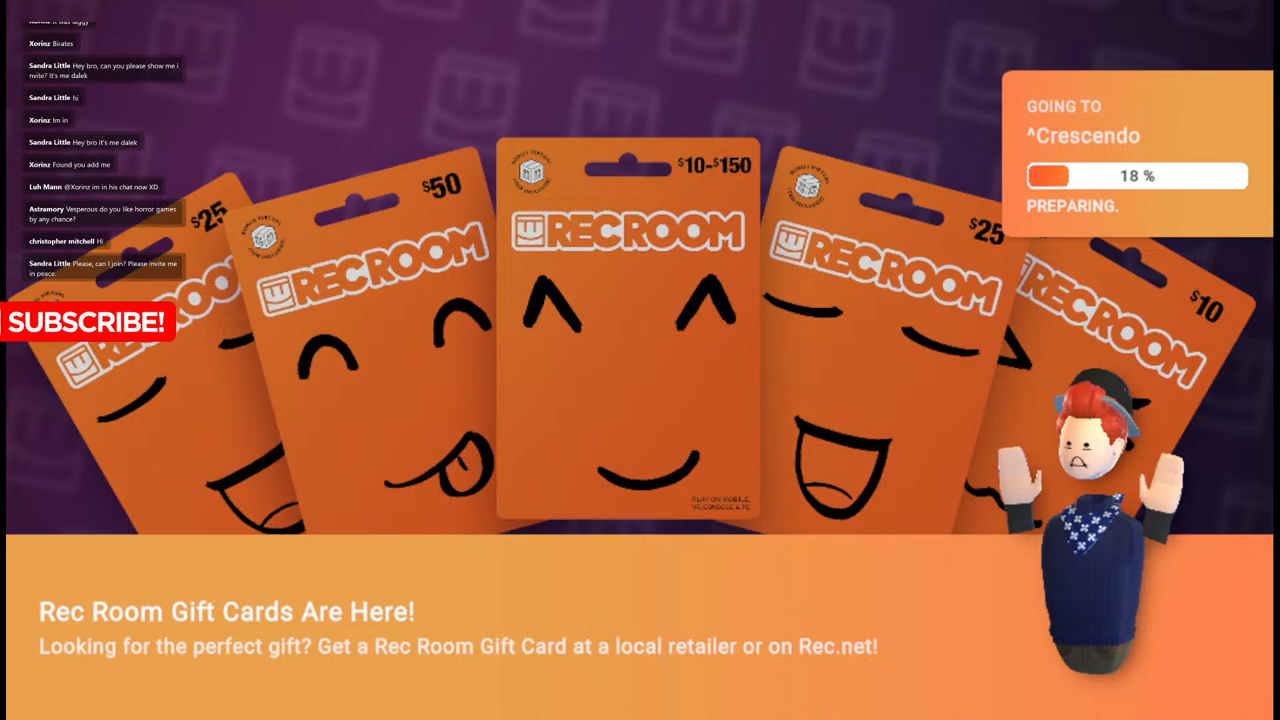 Xorinz It was laggy
Xorinz Birates
Sandra Little Hey bro, can you please show me i
nvite? It's me dalek
Sandra Little hi
Xorinz Im in
Sandra Little Hey bro it's me dalek
Xorinz Found you add me
Luh Mann @Xorinz im in his chat now XD
Astramory Vesperous do you like horror games
by any chance?
christopher mitchell Hi
Sandra Little Please, can I join? Please invite me
in peace.
SUBSCRIBE!
$25
REC ROOM
$50
REC ROOM
$10-$150
REC ROOM
PLAY ON MOBILE,
VR, CONSOLE & PC
$25
REC ROOM
$10
REC ROOM
GOING TO
^Crescendo
18 %
PREPARING.
Rec Room Gift Cards Are Here!
Looking for the perfect gift? Get a Rec Room Gift Card at a local retailer or on Rec.net!